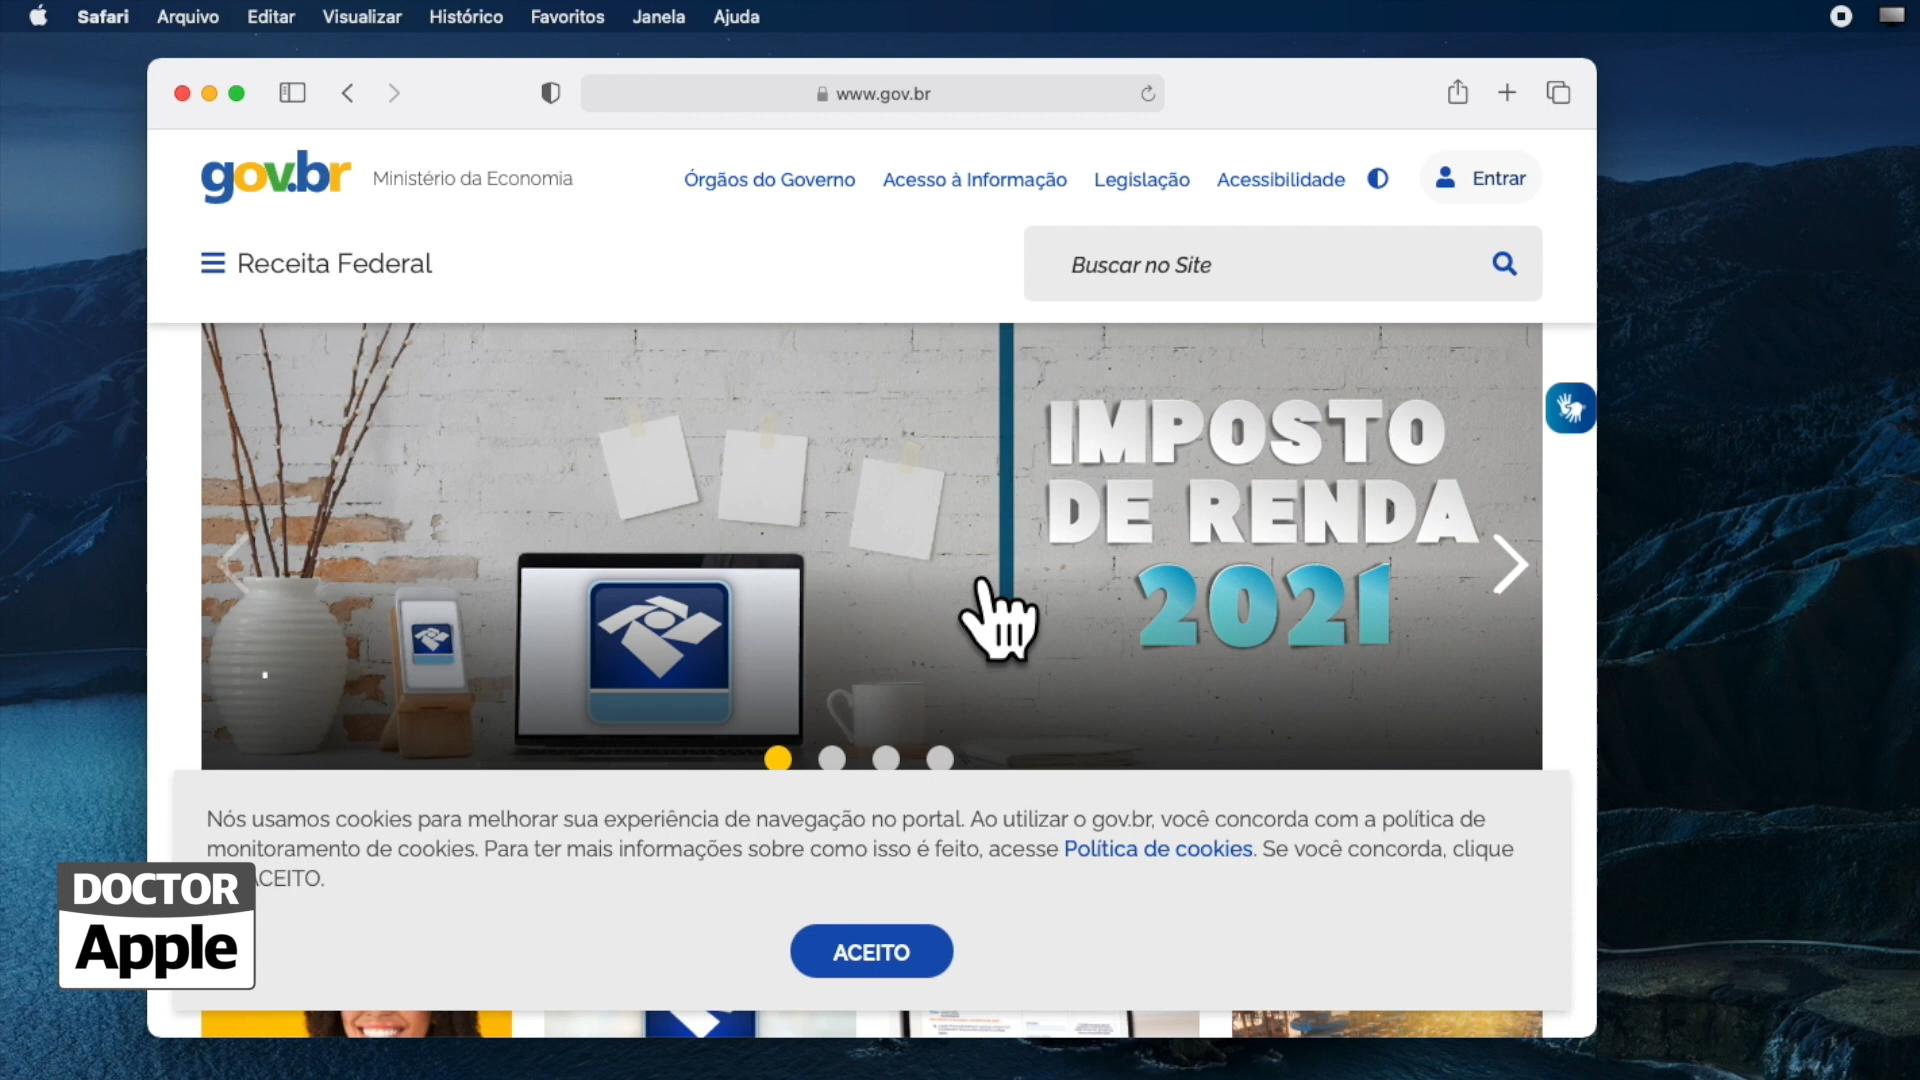 Safari Arquivo Editar Visualizar Histórico Favoritos Janela Ajuda
www.gov.br
gov.br Ministério da Economia Órgãos do Governo Acesso à Informação Legislação Acessibilidade Entrar
Receita Federal Buscar no Site
IMPOSTO
DE RENDA
2021
Nós usamos cookies para melhorar sua experiência de navegação no portal. Ao utilizar o gov.br, você concorda com a política de
monitoramento de cookies. Para ter mais informações sobre como isso é feito, acesse Política de cookies. Se você concorda, clique
ACEITO.
ACEITO
DOCTOR
Apple